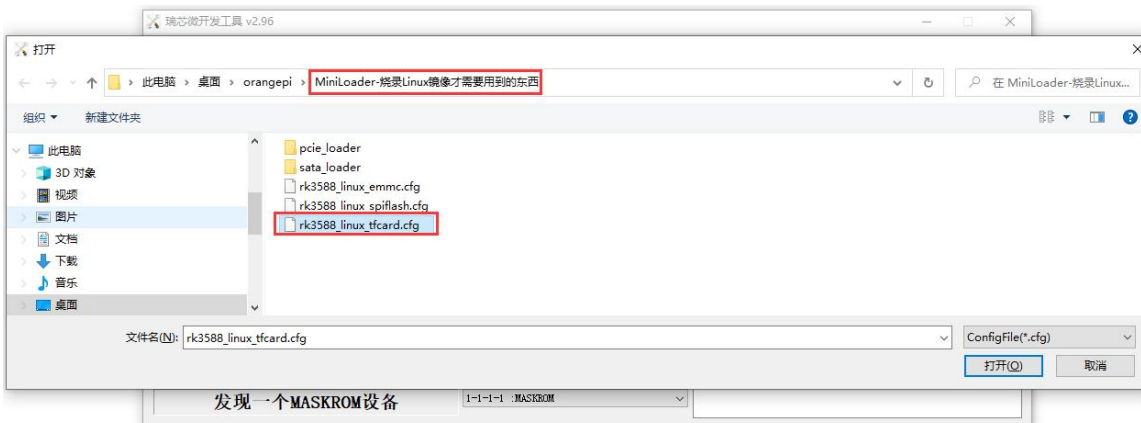 瑞芯微开发工具 v2.96
打开
此电脑 › 桌面 › orangepi › MiniLoader-烧录Linux镜像才需要用到的东西
在 MiniLoader-烧录Linux...
组织 新建文件夹
此电脑
3D 对象
视频
图片
文档
下载
音乐
桌面
pcie_loader
sata_loader
rk3588_linux_emmc.cfg
rk3588_linux_spiflash.cfg
rk3588_linux_tfcard.cfg
文件名(N): rk3588_linux_tfcard.cfg
ConfigFile(*.cfg)
打开(O) 取消
发现一个MASKROM设备
1-1-1-1 :MASKROM